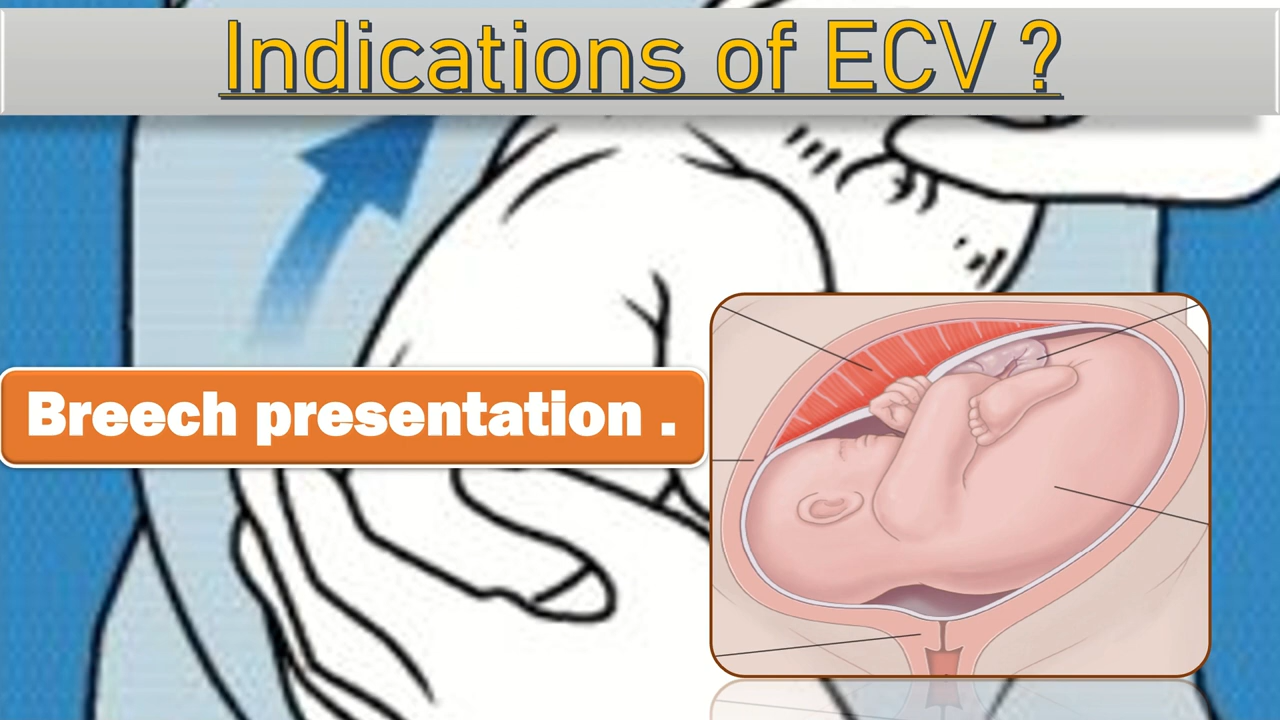 Indications of ECV ?
Breech presentation .